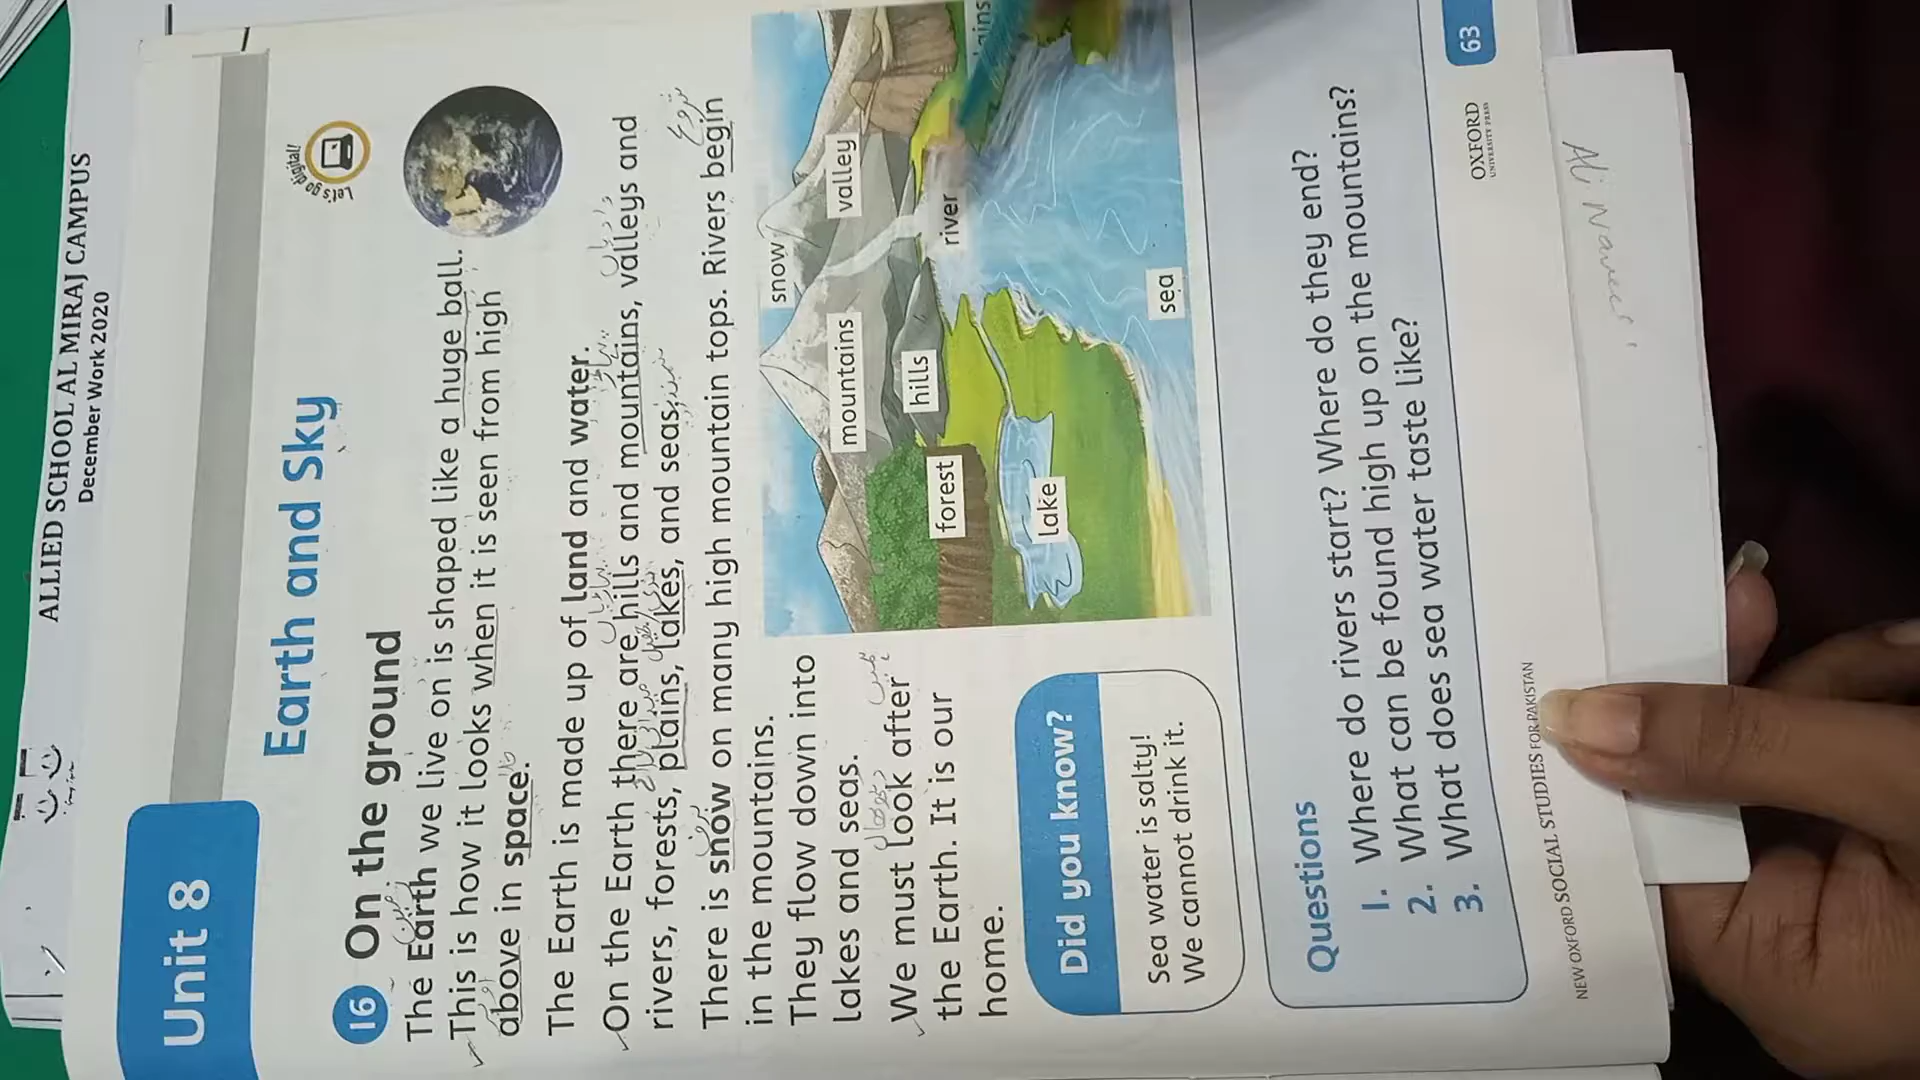 ALLIED SCHOOL AL MIRAJ CAMPUS
December Work 2020
Unit 8
Earth and Sky
Let's go digital!
16 On the ground
The Earth we live on is shaped like a huge ball.
This is how it looks when it is seen from high
above in space.
The Earth is made up of land and water.
On the Earth there are hills and mountains, valleys and
rivers, forests, plains, lakes, and seas.
There is snow on many high mountain tops. Rivers begin
in the mountains.
They flow down into
lakes and seas.
We must look after
the Earth. It is our
home.
snow
mountains
valley
hills
river
forest
lake
sea
Did you know?
Sea water is salty!
We cannot drink it.
Questions
1. Where do rivers start? Where do they end?
2. What can be found high up on the mountains?
3. What does sea water taste like?
NEW OXFORD SOCIAL STUDIES FOR PAKISTAN
OXFORD
UNIVERSITY PRESS
63